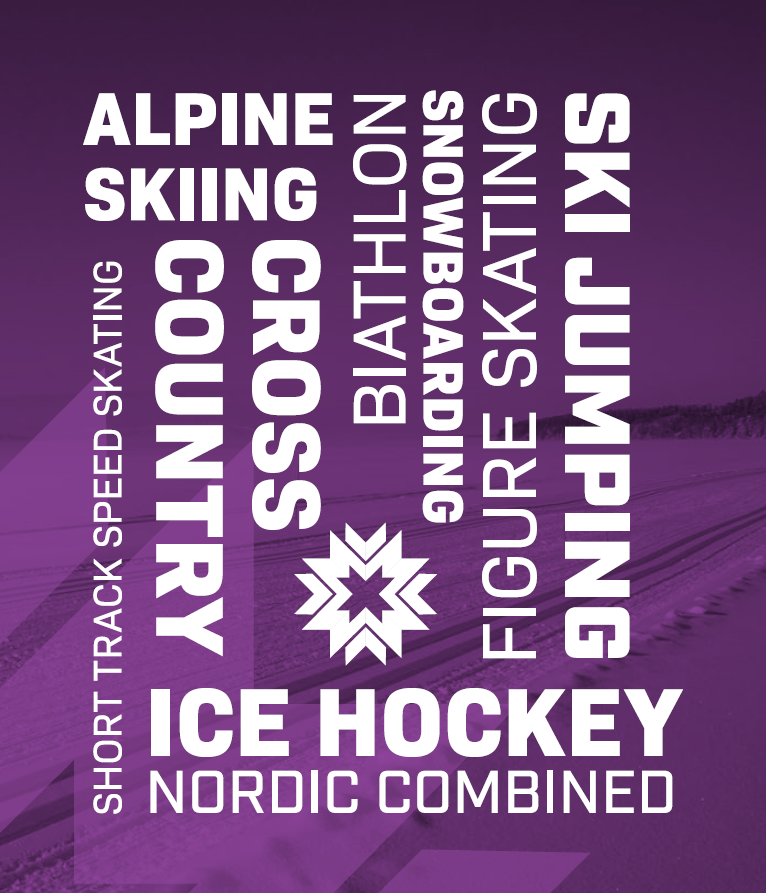 ALPINE
SKIING
CROSS
COUNTRY
BIATHLON
SNOWBOARDING
FIGURE SKATING
SKI JUMPING
SHORT TRACK SPEED SKATING
ICE HOCKEY
NORDIC COMBINED